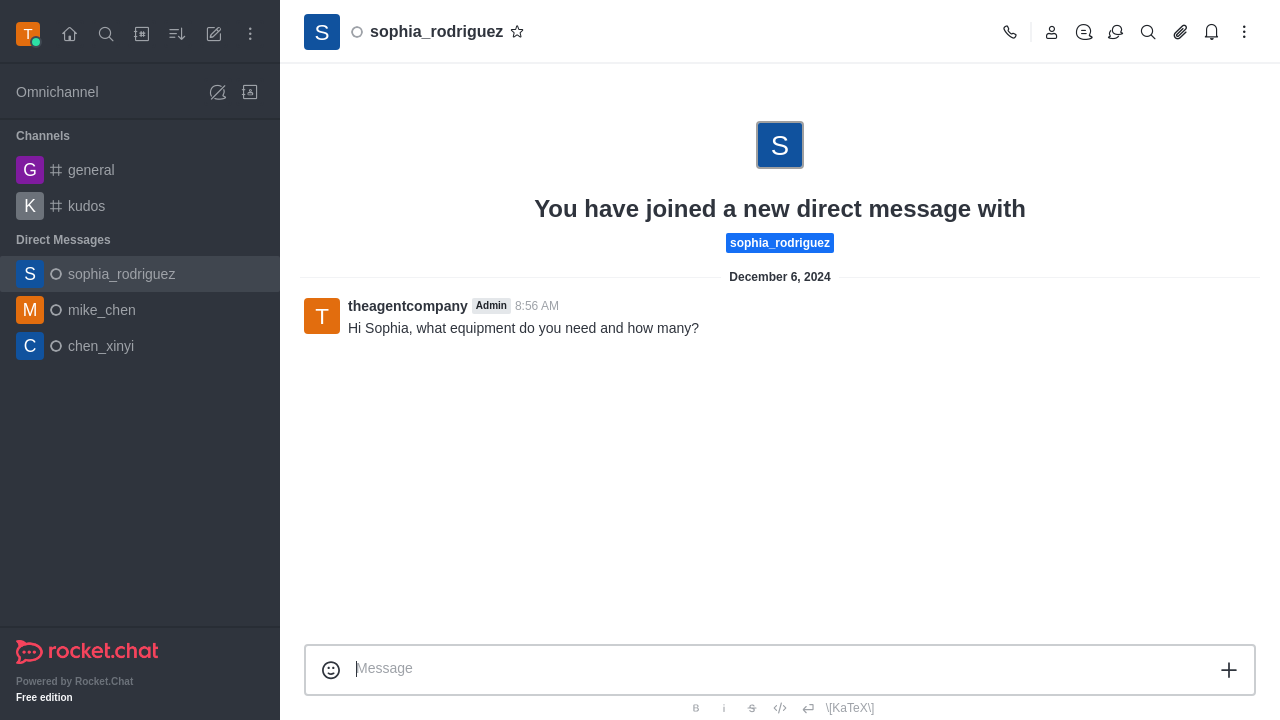 T
S
sophia_rodriguez
Omnichannel
Channels
G
general
K
kudos
Direct Messages
S
sophia_rodriguez
M
mike_chen
C
chen_xinyi
rocket.chat
Powered by Rocket.Chat
Free edition
S
You have joined a new direct message with
sophia_rodriguez
December 6, 2024
T
theagentcompany Admin 8:56 AM
Hi Sophia, what equipment do you need and how many?
Message
B i S </> \[KaTeX\]